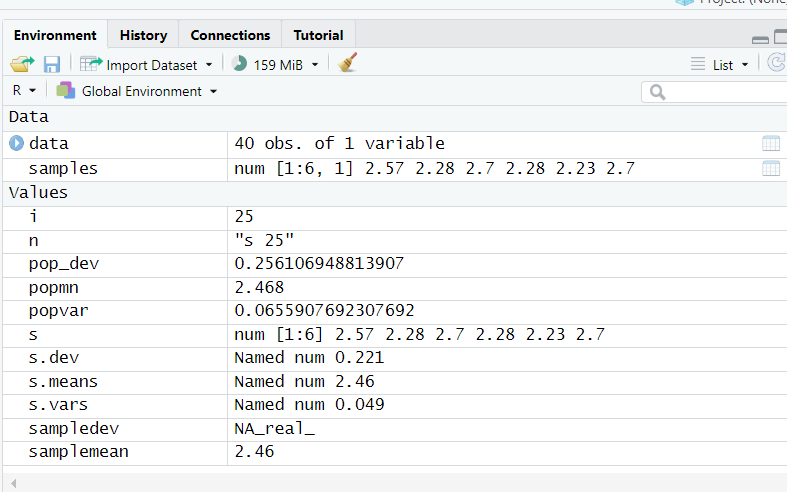 Project: (None
Environment History Connections Tutorial
Import Dataset 159 MiB List
R Global Environment
Data
data 40 obs. of 1 variable
samples num [1:6, 1] 2.57 2.28 2.7 2.28 2.23 2.7
Values
i 25
n "s 25"
pop_dev 0.256106948813907
popmn 2.468
popvar 0.0655907692307692
s num [1:6] 2.57 2.28 2.7 2.28 2.23 2.7
s.dev Named num 0.221
s.means Named num 2.46
s.vars Named num 0.049
sampledev NA_real_
samplemean 2.46